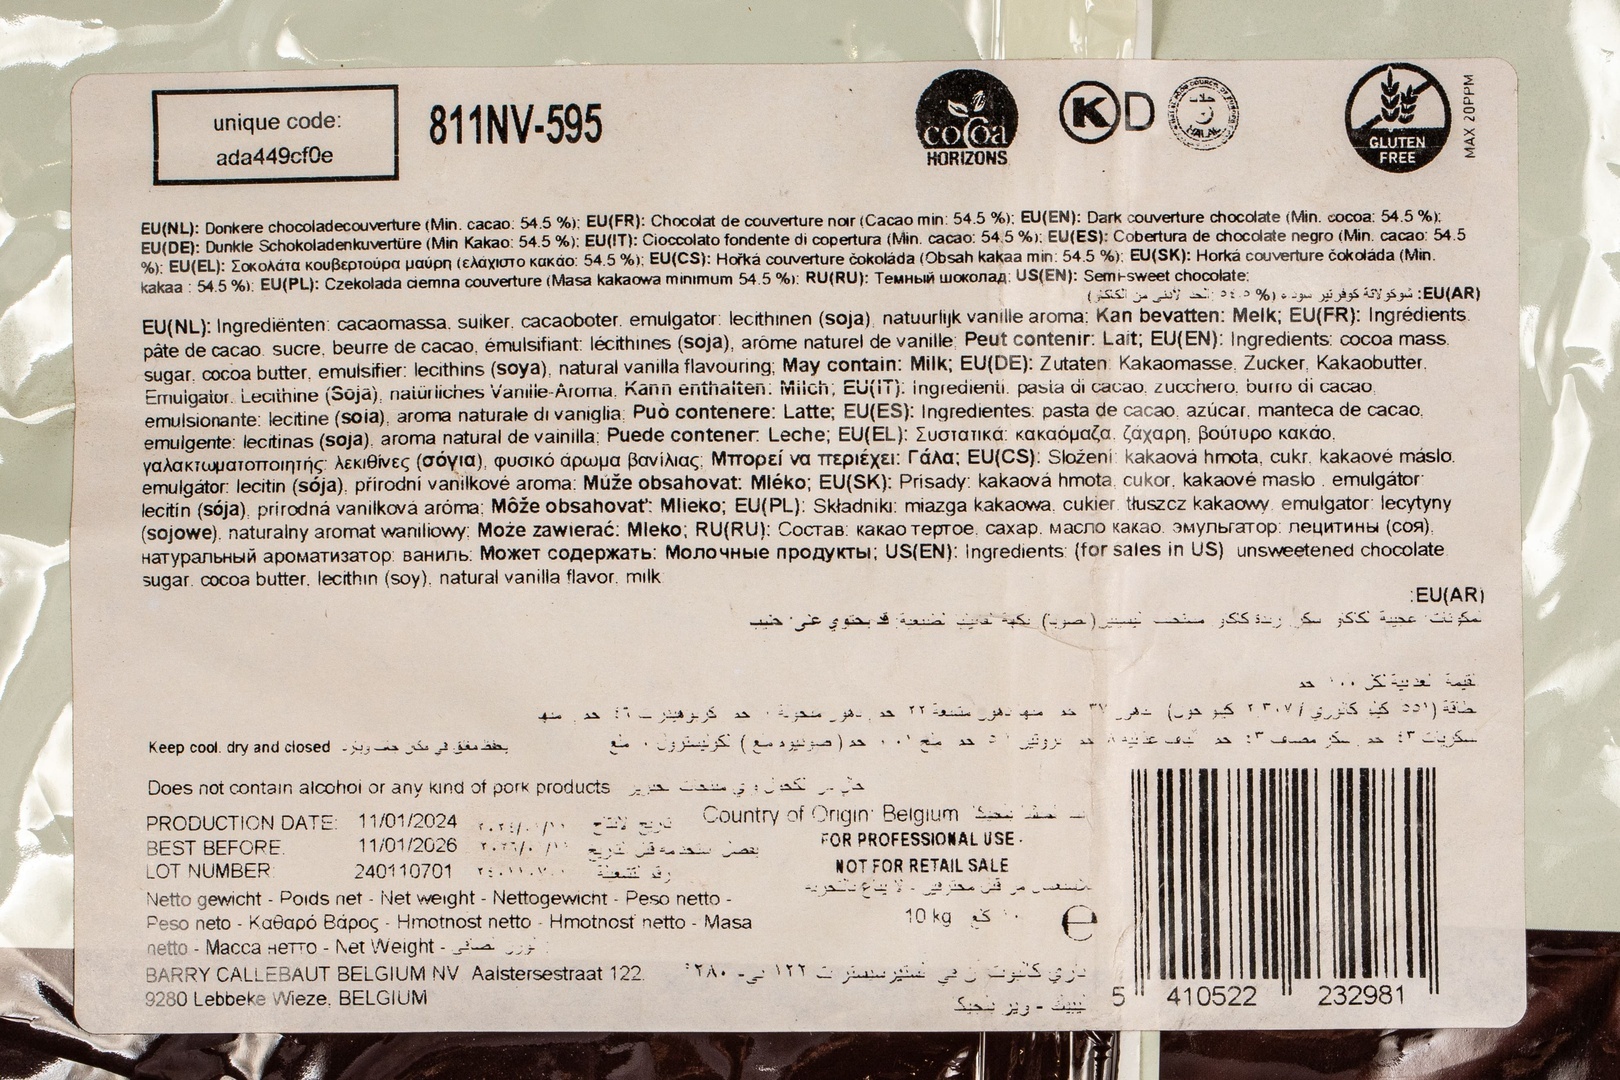 unique code:
ada449cf0e
811NV-595
cocoa
HORIZONS
K D
HALAL
GLUTEN
FREE
MAX 20PPM
EU(NL): Donkere chocoladecouverture (Min. cacao: 54.5 %); EU(FR): Chocolat de couverture noir (Cacao min: 54.5 %); EU(EN): Dark couverture chocolate (Min. cocoa: 54.5 %);
EU(DE): Dunkle Schokoladenkuvertüre (Min Kakao: 54.5 %); EU(IT): Cioccolato fondente di copertura (Min. cacao: 54.5 %); EU(ES): Cobertura de chocolate negro (Min. cacao: 54.5
%); EU(EL): Σοκολάτα κουβερτούρα μαύρη (ελάχιστο κακάο: 54.5 %); EU(CS): Hořká couverture čokoláda (Obsah kakaa min: 54.5 %); EU(SK): Horká couverture čokoláda (Min.
kakaa : 54.5 %); EU(PL): Czekolada ciemna couverture (Masa kakaowa minimum 54.5 %); RU(RU): Темный шоколад; US(EN): Semi-sweet chocolate;
EU(AR):
EU(NL): Ingrediënten: cacaomassa, suiker, cacaoboter, emulgator: lecithinen (soja), natuurlijk vanille aroma; Kan bevatten: Melk; EU(FR): Ingrédients:
pâte de cacao, sucre, beurre de cacao, émulsifiant: lécithines (soja), arôme naturel de vanille; Peut contenir: Lait; EU(EN): Ingredients: cocoa mass,
sugar, cocoa butter, emulsifier: lecithins (soya), natural vanilla flavouring; May contain: Milk; EU(DE): Zutaten: Kakaomasse, Zucker, Kakaobutter,
Emulgator: Lecithine (Soja), natürliches Vanille-Aroma, Kann enthalten: Milch; EU(IT): Ingredienti: pasta di cacao, zucchero, burro di cacao,
emulsionante: lecitine (soia), aroma naturale di vaniglia; Può contenere: Latte; EU(ES): Ingredientes: pasta de cacao, azúcar, manteca de cacao,
emulgente: lecitinas (soja), aroma natural de vainilla; Puede contener: Leche; EU(EL): Συστατικά: κακαόμαζα, ζάχαρη, βούτυρο κακάο,
γαλακτωματοποιητής: λεκιθίνες (σόγια), φυσικό άρωμα βανίλιας; Μπορεί να περιέχει: Γάλα; EU(CS): Složení: kakaová hmota, cukr, kakaové máslo,
emulgátor: lecitin (sója), přírodní vanilkové aroma; Může obsahovat: Mléko; EU(SK): Prísady: kakaová hmota, cukor, kakaové maslo , emulgátor:
lecitín (sója), prírodná vanilková aróma; Môže obsahovať: Mlieko; EU(PL): Składniki: miazga kakaowa, cukier, tłuszcz kakaowy, emulgator: lecytyny
(sojowe), naturalny aromat waniliowy; Może zawierać: Mleko; RU(RU): Состав: какао тертое, сахар, масло какао, эмульгатор: лецитины (соя),
натуральный ароматизатор: ваниль; Может содержать: Молочные продукты; US(EN): Ingredients: (for sales in US) unsweetened chocolate,
sugar, cocoa butter, lecithin (soy), natural vanilla flavor, milk
EU(AR):
Keep cool, dry and closed
Does not contain alcohol or any kind of pork products
Country of Origin: Belgium
PRODUCTION DATE: 11/01/2024
BEST BEFORE: 11/01/2026
LOT NUMBER: 240110701
FOR PROFESSIONAL USE -
NOT FOR RETAIL SALE
Netto gewicht - Poids net - Net weight - Nettogewicht - Peso netto -
Peso neto - Καθαρό Βάρος - Hmotnost netto - Hmotnosť netto - Masa
netto - Масса нетто - Net Weight -
10 kg ℮
BARRY CALLEBAUT BELGIUM NV Aalstersestraat 122,
9280 Lebbeke Wieze, BELGIUM
5 410522 232981